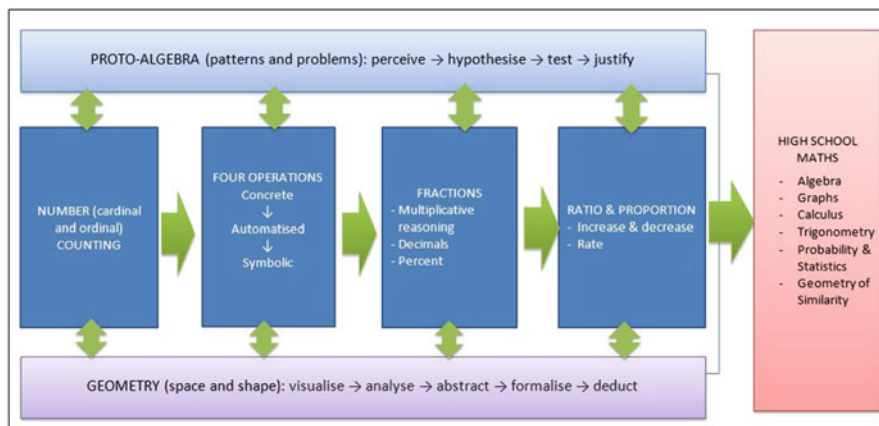 PROTO-ALGEBRA (patterns and problems): perceive → hypothesise → test → justify
NUMBER (cardinal
and ordinal)
COUNTING
FOUR OPERATIONS
Concrete
↓
Automatised
↓
Symbolic
FRACTIONS
- Multiplicative
reasoning
- Decimals
- Percent
RATIO & PROPORTION
- Increase & decrease
- Rate
HIGH SCHOOL
MATHS
- Algebra
- Graphs
- Calculus
- Trigonometry
- Probability &
Statistics
- Geometry of
Similarity
GEOMETRY (space and shape): visualise → analyse → abstract → formalise → deduct